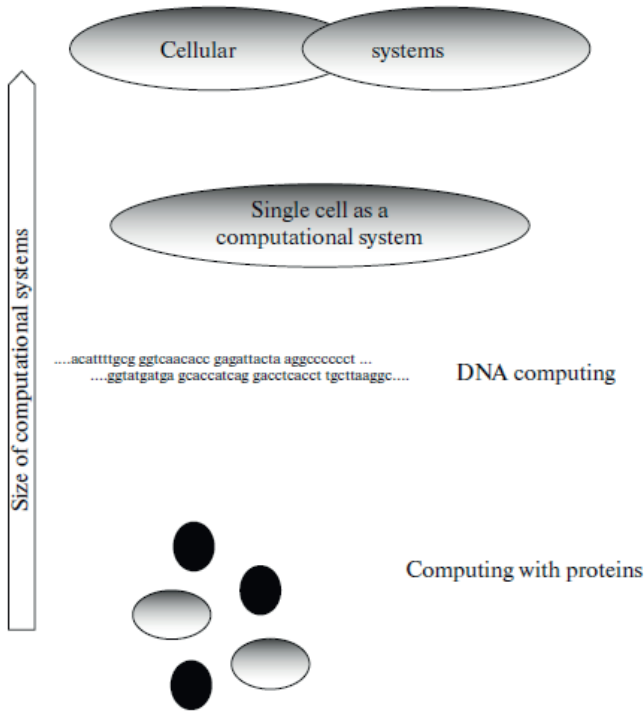 Cellular systems
Single cell as a
computational system
Size of computational systems
....acattttgcg ggtcaacacc gagattacta aggcccccct ...
....ggtatgatga gcaccatcag gacctcacct tgcttaaggc....
DNA computing
Computing with proteins